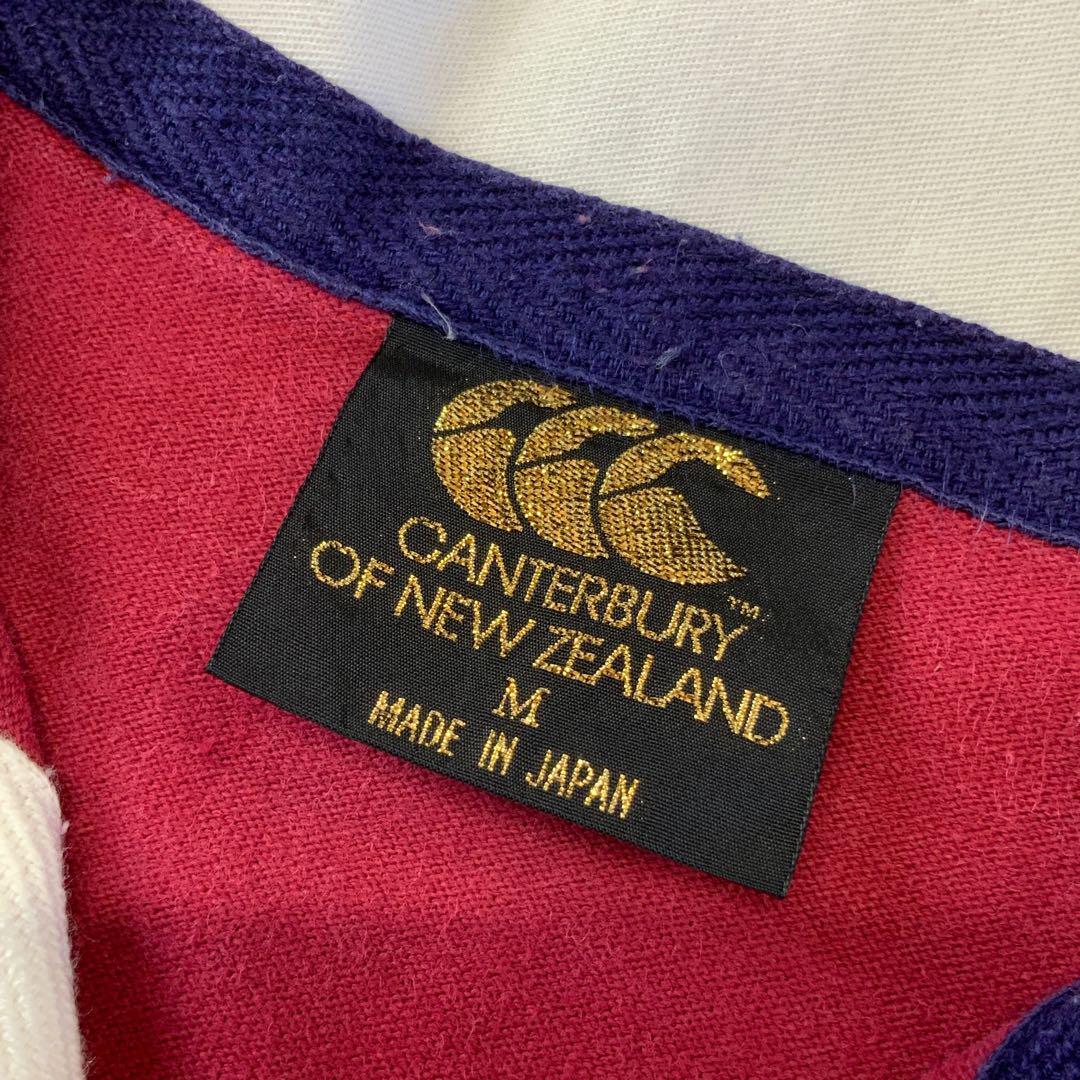 CANTERBURY™
OF NEW ZEALAND
M
MADE IN JAPAN